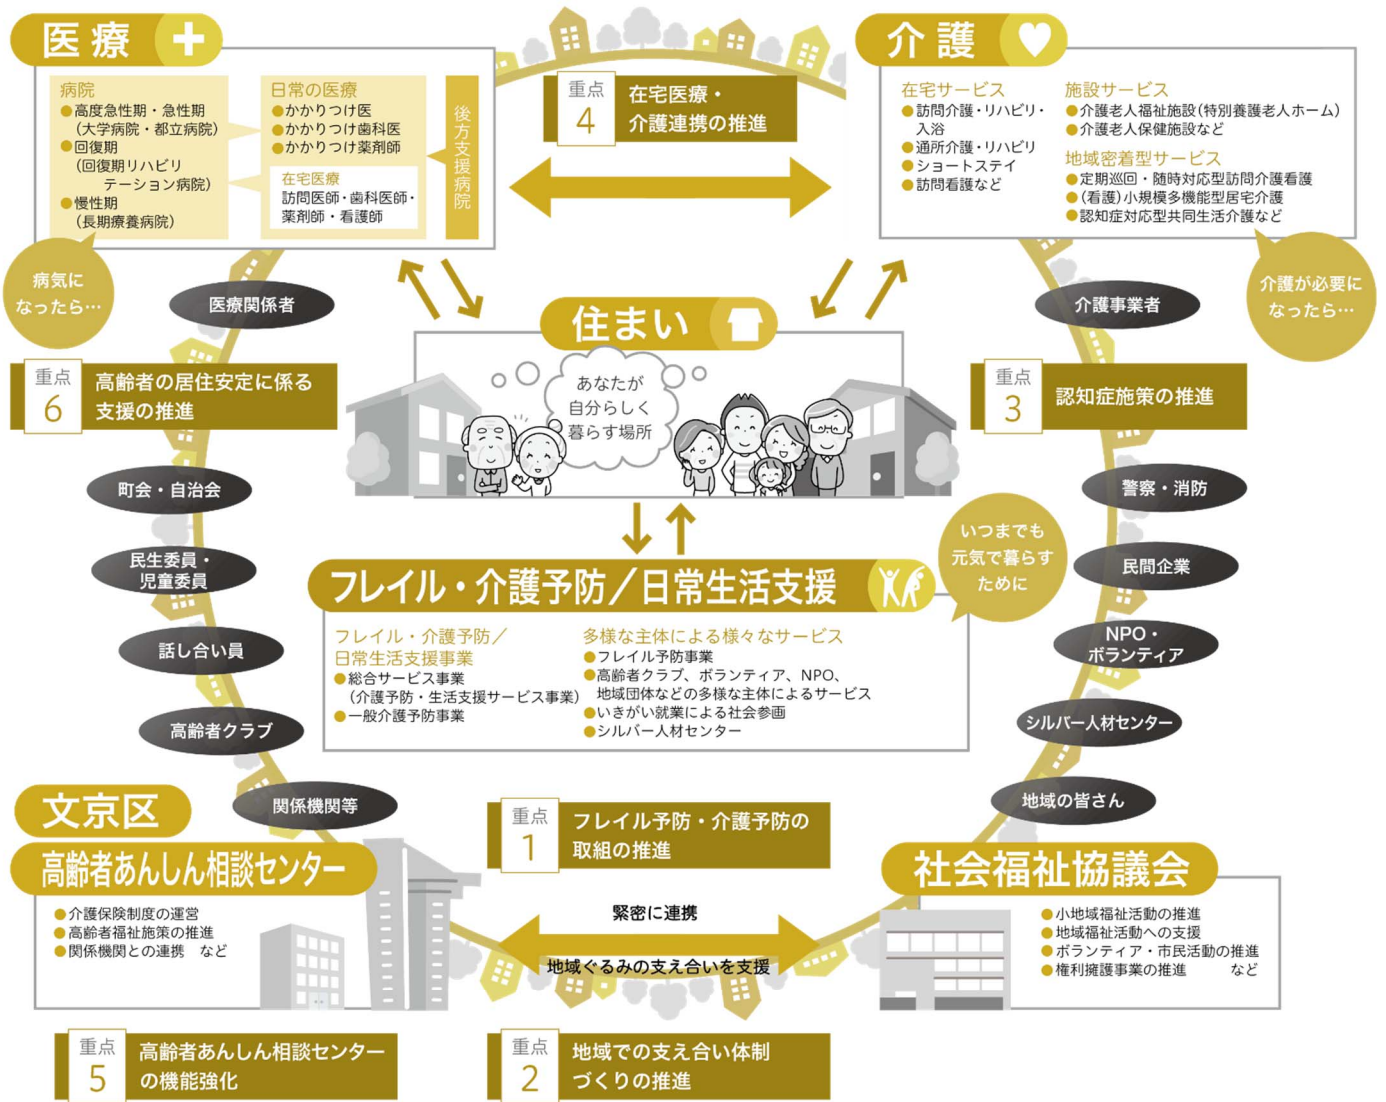 医療
病院
●高度急性期・急性期
(大学病院・都立病院)
●回復期
(回復期リハビリ
テーション病院)
●慢性期
(長期療養病院)
日常の医療
●かかりつけ医
●かかりつけ歯科医
●かかりつけ薬剤師
在宅医療
訪問医師・歯科医師・
薬剤師・看護師
後方支援病院
病気に
なったら…
重点
4
在宅医療・
介護連携の推進
介護
在宅サービス
●訪問介護・リハビリ・
入浴
●通所介護・リハビリ
●ショートステイ
●訪問看護など
施設サービス
●介護老人福祉施設(特別養護老人ホーム)
●介護老人保健施設など
地域密着型サービス
●定期巡回・随時対応型訪問介護看護
●(看護)小規模多機能型居宅介護
●認知症対応型共同生活介護など
介護が必要に
なったら…
医療関係者
介護事業者
住まい
あなたが
自分らしく
暮らす場所
重点
6
高齢者の居住安定に係る
支援の推進
重点
3
認知症施策の推進
町会・自治会
民生委員・
児童委員
話し合い員
高齢者クラブ
関係機関等
警察・消防
民間企業
NPO・
ボランティア
シルバー人材センター
地域の皆さん
いつまでも
元気で暮らす
ために
フレイル・介護予防/日常生活支援
フレイル・介護予防/
日常生活支援事業
●総合サービス事業
(介護予防・生活支援サービス事業)
●一般介護予防事業
多様な主体による様々なサービス
●フレイル予防事業
●高齢者クラブ、ボランティア、NPO、
地域団体などの多様な主体によるサービス
●いきがい就業による社会参画
●シルバー人材センター
文京区
高齢者あんしん相談センター
●介護保険制度の運営
●高齢者福祉施策の推進
●関係機関との連携 など
重点
1
フレイル予防・介護予防の
取組の推進
緊密に連携
地域ぐるみの支え合いを支援
社会福祉協議会
●小地域福祉活動の推進
●地域福祉活動への支援
●ボランティア・市民活動の推進
●権利擁護事業の推進 など
重点
5
高齢者あんしん相談センター
の機能強化
重点
2
地域での支え合い体制
づくりの推進